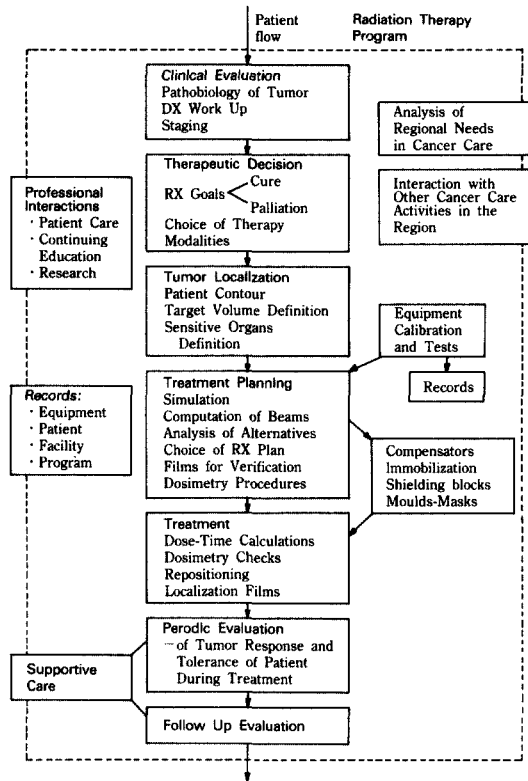 Patient
flow
Radiation Therapy
Program
Clinical Evaluation
Pathobiology of Tumor
DX Work Up
Staging
Analysis of
Regional Needs
in Cancer Care
Therapeutic Decision
RX Goals
Cure
Palliation
Choice of Therapy
Modalities
Interaction with
Other Cancer Care
Activities in the
Region
Professional
Interactions
· Patient Care
· Continuing
Education
· Research
Tumor Localization
Patient Contour
Target Volume Definition
Sensitive Organs
Definition
Equipment
Calibration
and Tests
Records
Records:
· Equipment
· Patient
· Facility
· Program
Treatment Planning
Simulation
Computation of Beams
Analysis of Alternatives
Choice of RX Plan
Films for Verification
Dosimetry Procedures
Compensators
Immobilization
Shielding blocks
Moulds-Masks
Treatment
Dose-Time Calculations
Dosimetry Checks
Repositioning
Localization Films
Perodic Evaluation
—of Tumor Response and
Tolerance of Patient
During Treatment
Supportive
Care
Follow Up Evaluation